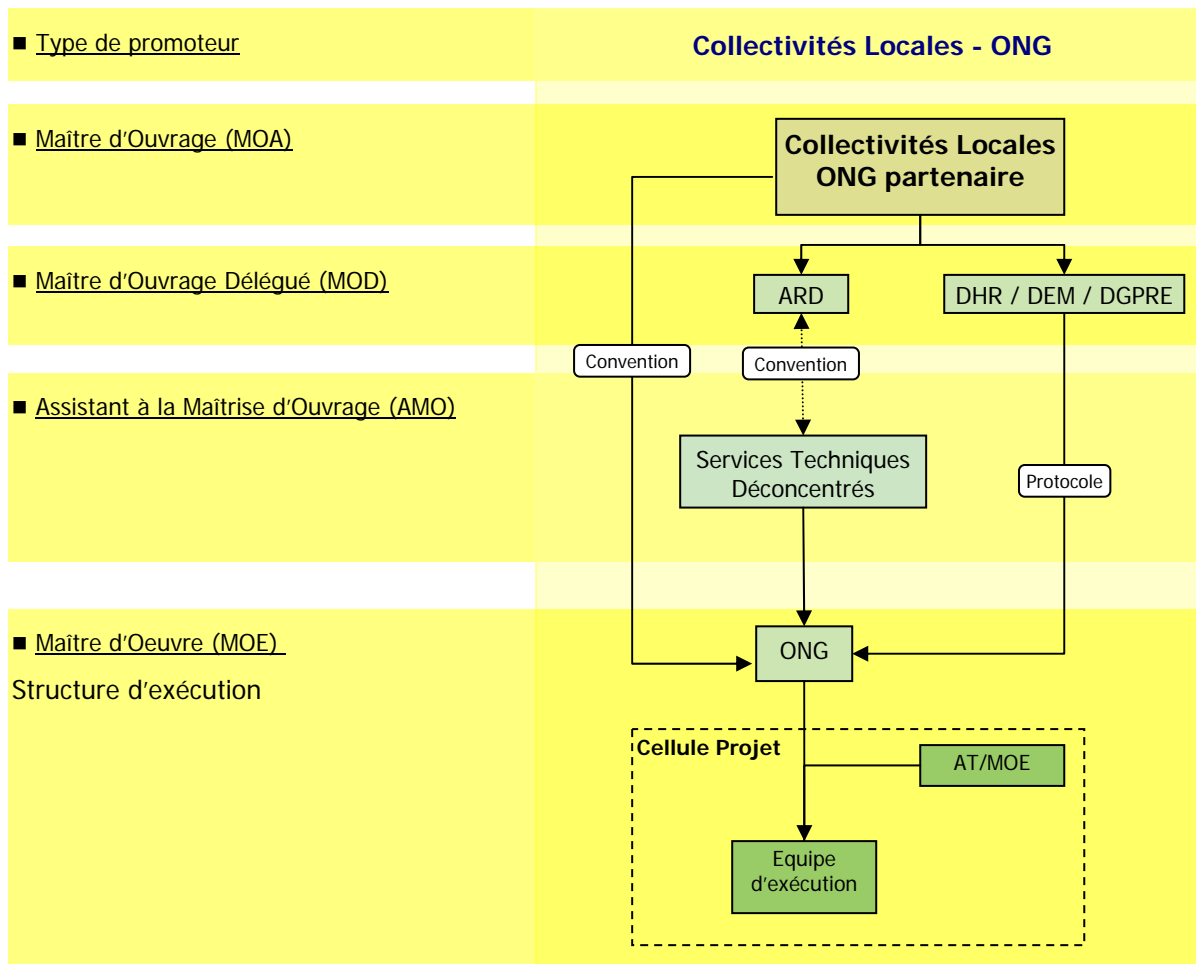 ■ Type de promoteur
Collectivités Locales - ONG
■ Maître d'Ouvrage (MOA)
Collectivités Locales
ONG partenaire
■ Maître d'Ouvrage Délégué (MOD)
ARD
DHR / DEM / DGPRE
Convention
Convention
■ Assistant à la Maîtrise d'Ouvrage (AMO)
Services Techniques
Déconcentrés
Protocole
■ Maître d'Oeuvre (MOE)
Structure d'exécution
ONG
Cellule Projet
AT/MOE
Equipe
d'exécution